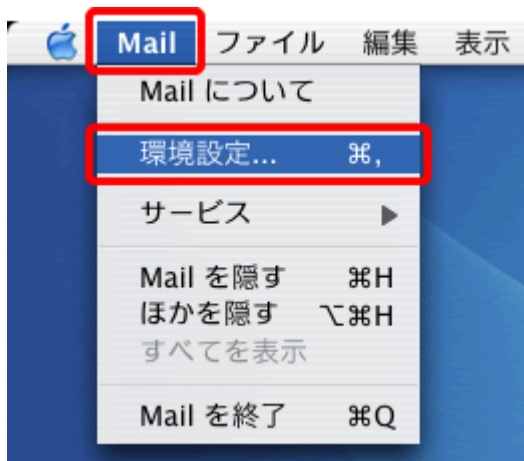 Mail ファイル 編集 表示
Mail について
環境設定... ⌘,
サービス ▶
Mail を隠す ⌘H
ほかを隠す ⌥⌘H
すべてを表示
Mail を終了 ⌘Q